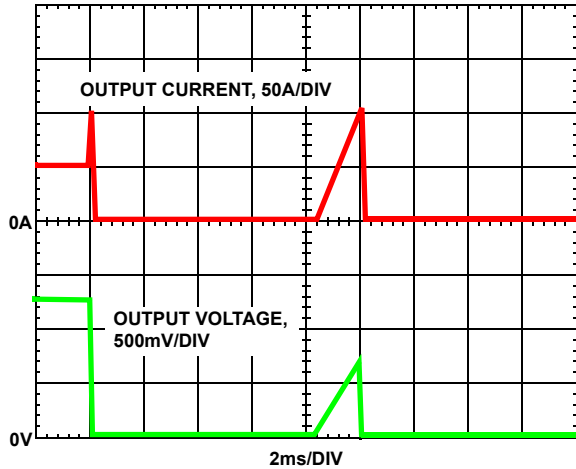 OUTPUT CURRENT, 50A/DIV
0A
OUTPUT VOLTAGE,
500mV/DIV
0V
2ms/DIV